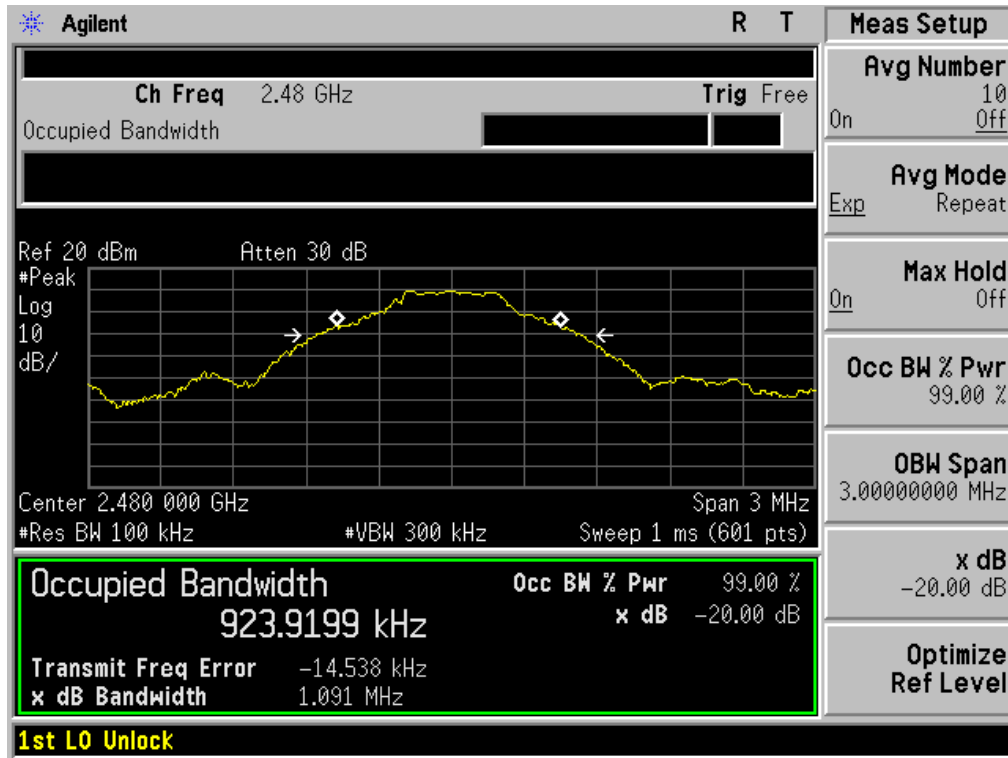 Agilent R T
Ch Freq 2.48 GHz Trig Free
Occupied Bandwidth
Ref 20 dBm Atten 30 dB
#Peak
Log
10
dB/
Center 2.480 000 GHz Span 3 MHz
#Res BW 100 kHz #VBW 300 kHz Sweep 1 ms (601 pts)
Occupied Bandwidth
923.9199 kHz
Occ BW % Pwr 99.00 %
x dB -20.00 dB
Transmit Freq Error -14.538 kHz
x dB Bandwidth 1.091 MHz
1st LO Unlock
Meas Setup
Avg Number
10
On Off
Avg Mode
Exp Repeat
Max Hold
On Off
Occ BW % Pwr
99.00 %
OBW Span
3.00000000 MHz
x dB
-20.00 dB
Optimize
Ref Level